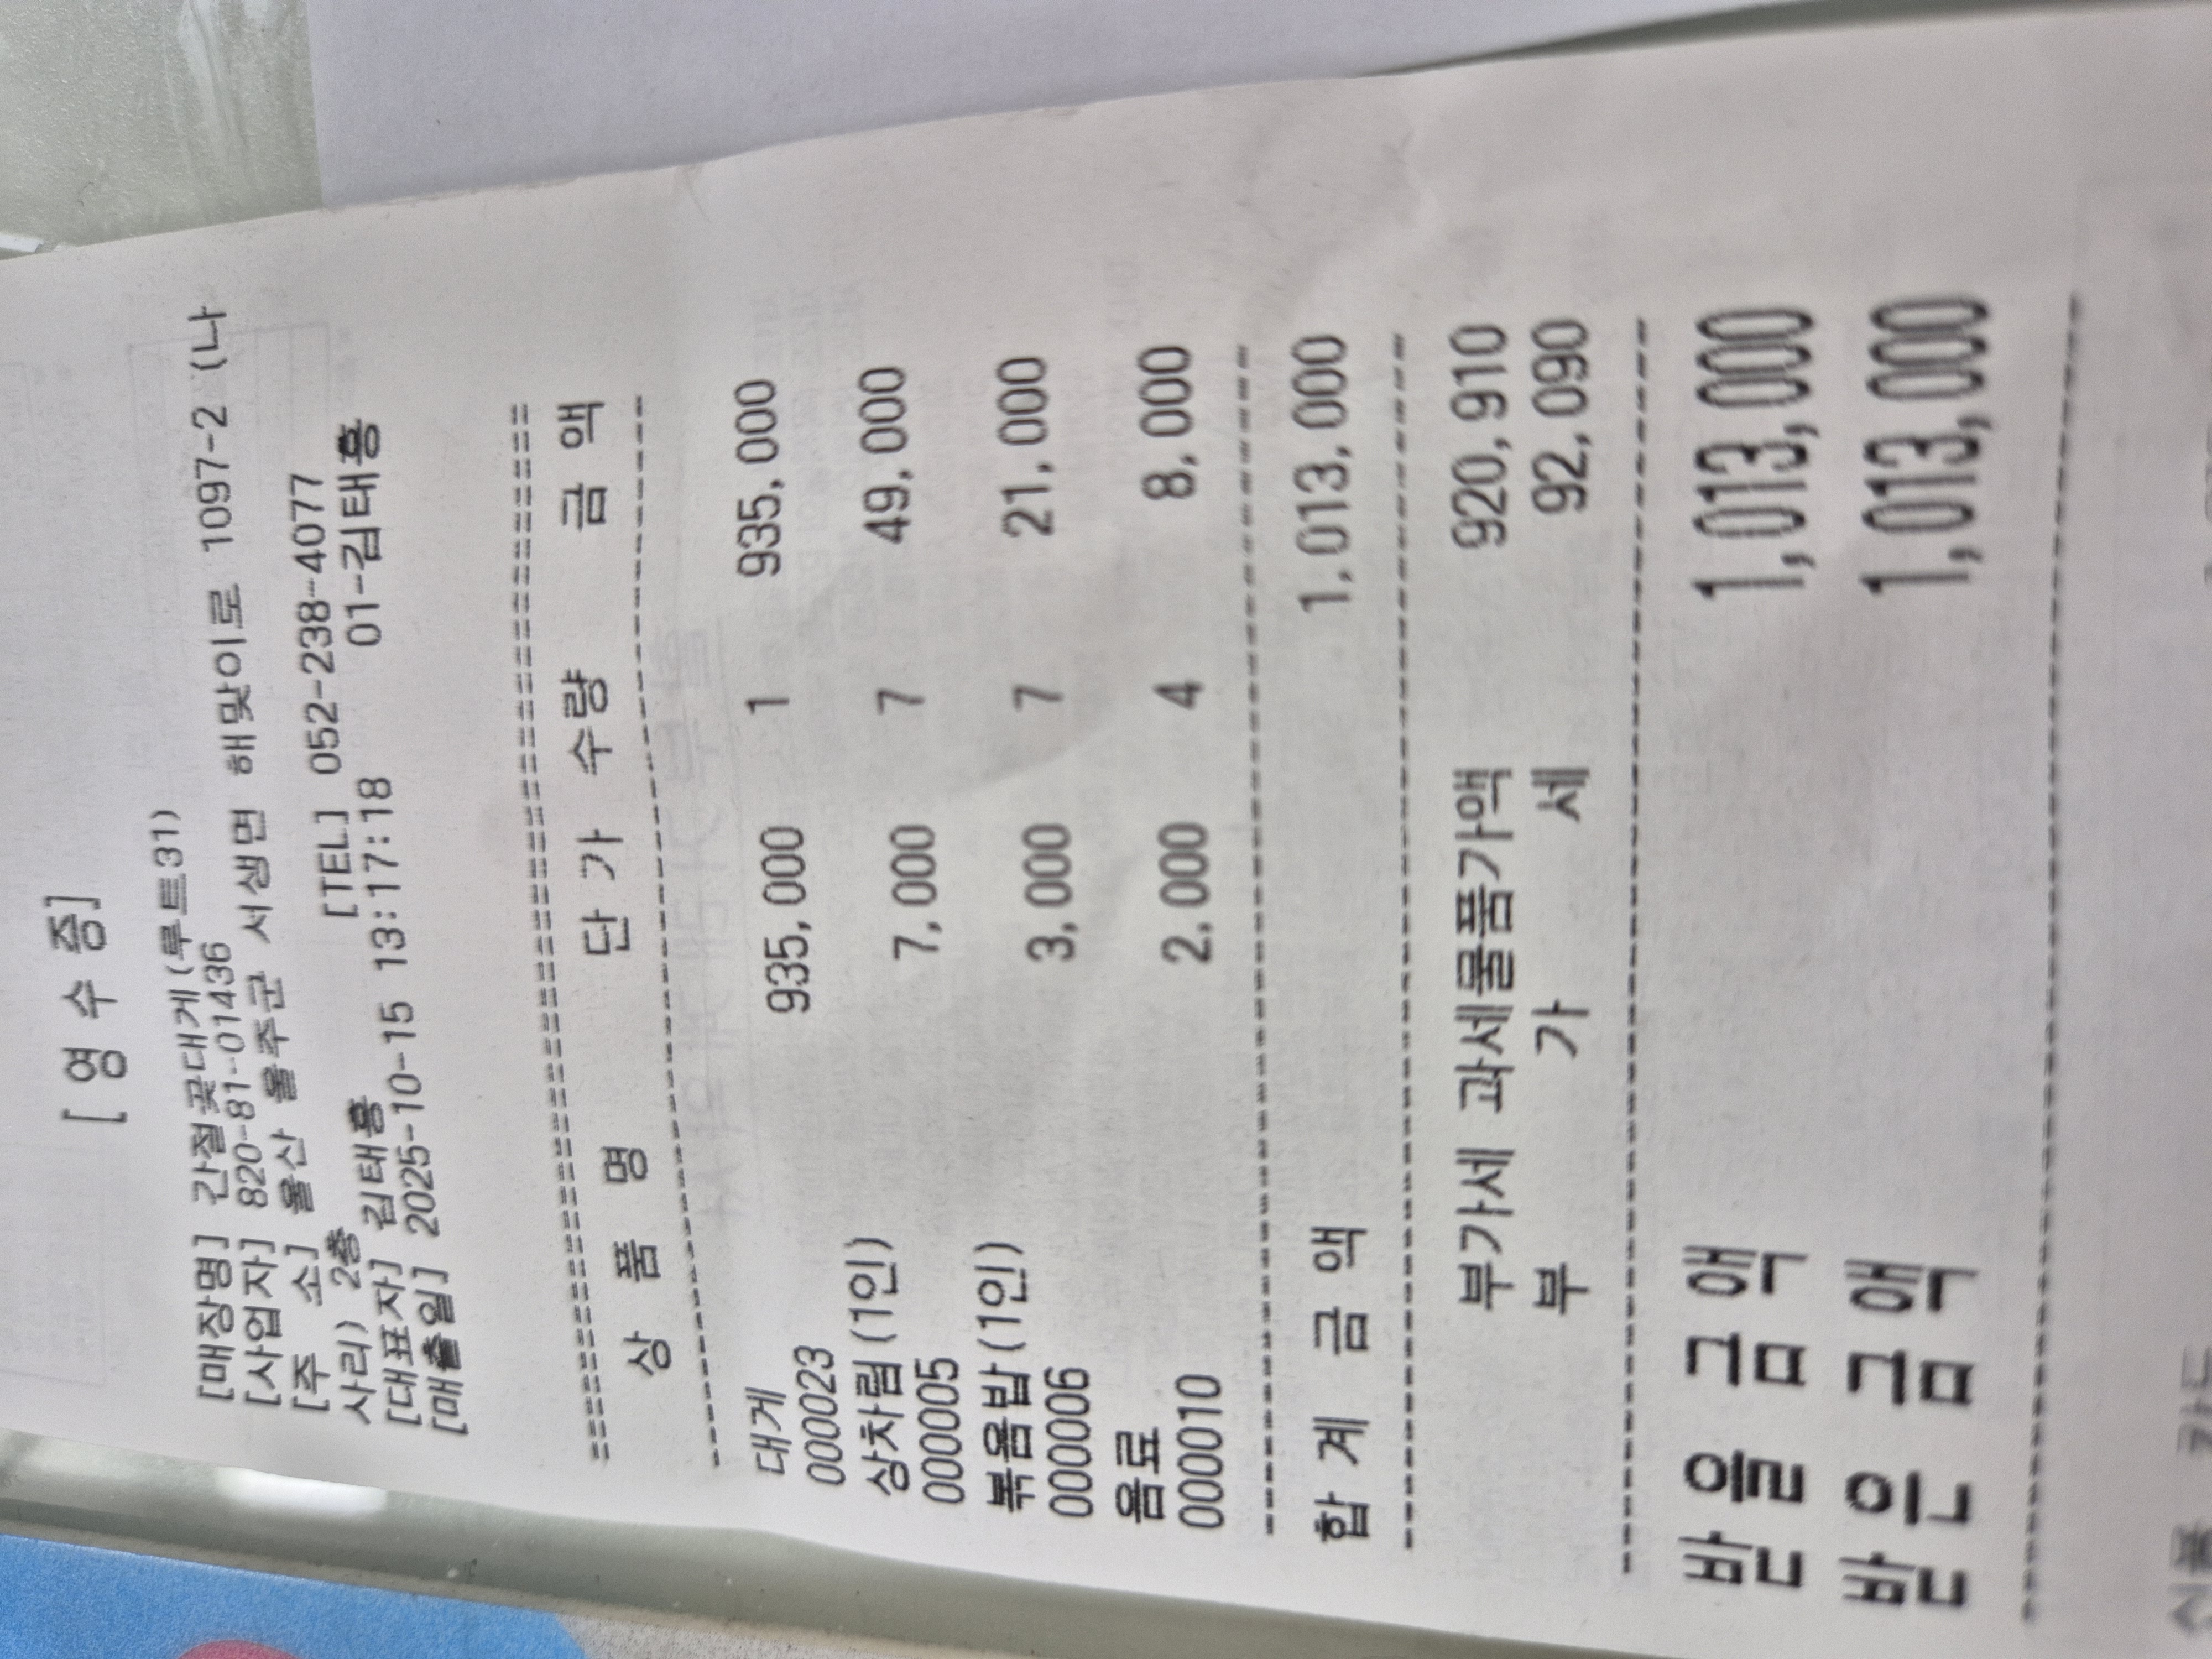 [ 영 수 증 ]
[매장명] 간절곶대게(루트31)
[사업자] 820-81-01436
[주 소] 울산 울주군 서생면 해맞이로 1097-2 (나
사리) 2층 [TEL] 052-238-4077
[대표자] 김태흥 01-김태흥
[매출일] 2025-10-15 13:17:18
상 품 명 단 가 수량 금 액
대게 935,000 1 935,000
000023
상차림(1인) 7,000 7 49,000
000005
볶음밥(1인) 3,000 7 21,000
000006
음료 2,000 4 8,000
000010
합 계 금 액 1,013,000
부가세 과세물품가액 920,910
부 가 세 92,090
받 을 금 액 1,013,000
받 은 금 액 1,013,000
신용 카드